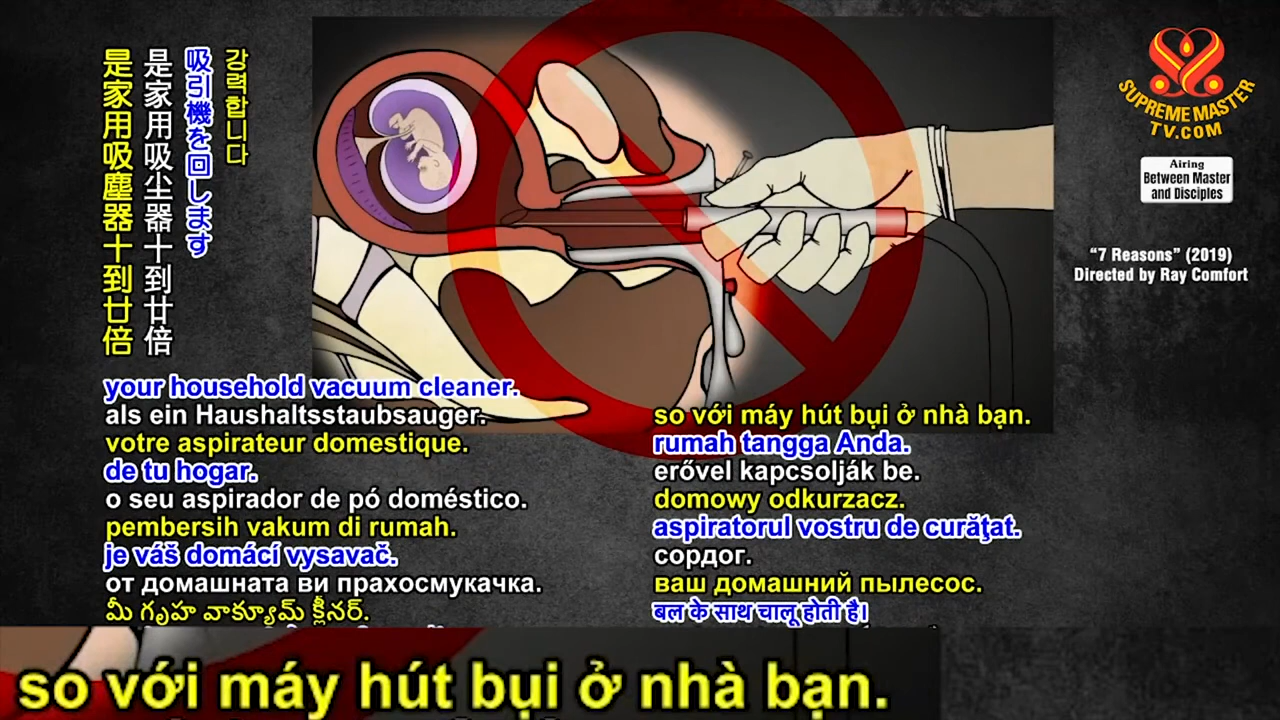 강력합니다
吸引機を回します
是家用吸尘器十到廿倍
是家用吸塵器十到廿倍
SUPREME MASTER
TV.COM
Airing
Between Master
and Disciples
“7 Reasons” (2019)
Directed by Ray Comfort
your household vacuum cleaner.
als ein Haushaltsstaubsauger.
votre aspirateur domestique.
de tu hogar.
o seu aspirador de pó doméstico.
pembersih vakum di rumah.
je váš domácí vysavač.
от домашната ви прахосмукачка.
మీ గృహ వాక్యూమ్ క్లీనర్.
so với máy hút bụi ở nhà bạn.
rumah tangga Anda.
erővel kapcsolják be.
domowy odkurzacz.
aspiratorul vostru de curăţat.
сордог.
ваш домашний пылесос.
बल के साथ चालू होती है।
so với máy hút bụi ở nhà bạn.